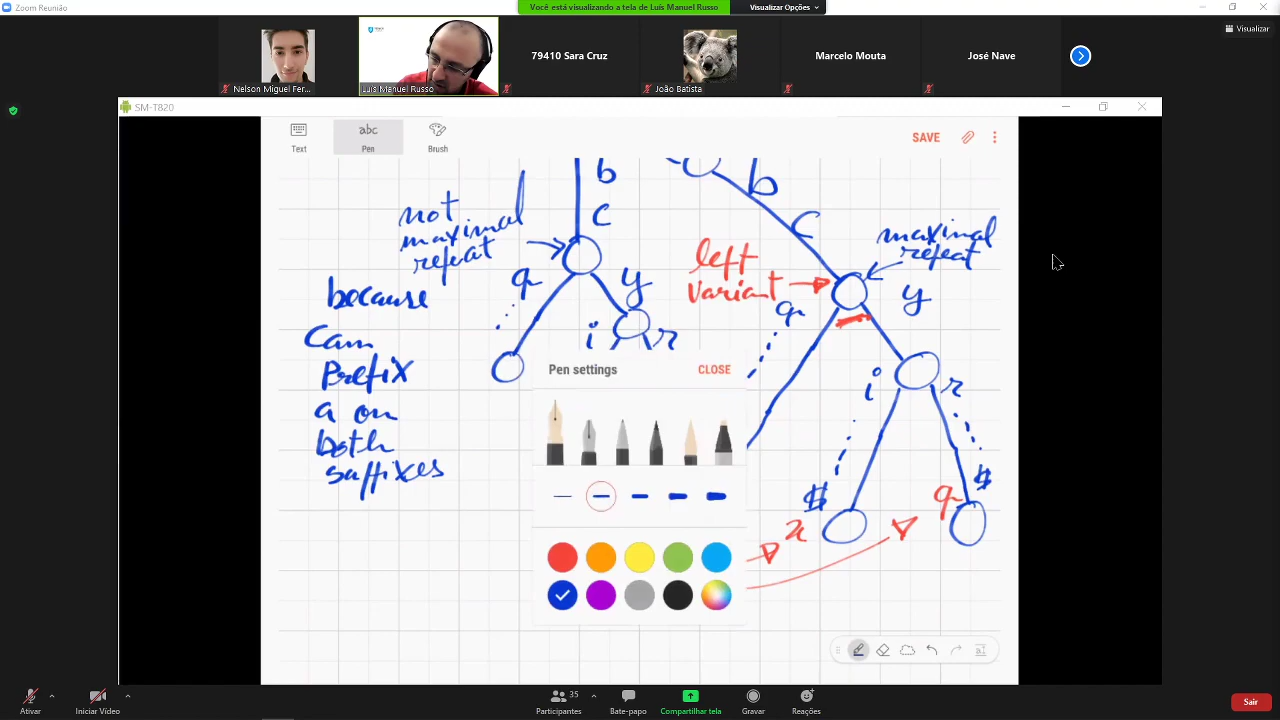 Zoom Reunião
Você está visualizando a tela de Luís Manuel Russo
Visualizar Opções
Visualizar
79410 Sara Cruz
Marcelo Mouta
José Nave
Nelson Miguel Fer...
Luís Manuel Russo
João Batista
SM-T820
abc
Text
Pen
Brush
SAVE
b
b
c
c
not
maximal
repeat
maximal
repeat
left
variant
q
y
q
y
because
i
r
Can
Prefix
a on
both
suffixes
i
r
Pen settings
CLOSE
$
$
x
q
Ativar
Iniciar Vídeo
Participantes
35
Bate-papo
Compartilhar tela
Gravar
Reações
Sair